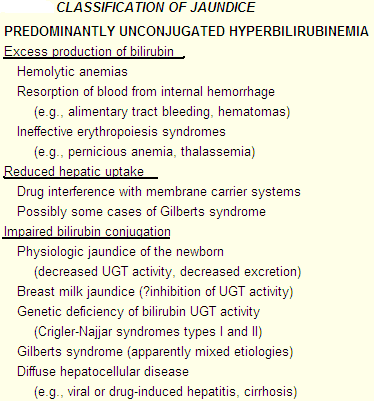 CLASSIFICATION OF JAUNDICE
PREDOMINANTLY UNCONJUGATED HYPERBILIRUBINEMIA
Excess production of bilirubin
Hemolytic anemias
Resorption of blood from internal hemorrhage
(e.g., alimentary tract bleeding, hematomas)
Ineffective erythropoiesis syndromes
(e.g., pernicious anemia, thalassemia)
Reduced hepatic uptake
Drug interference with membrane carrier systems
Possibly some cases of Gilberts syndrome
Impaired bilirubin conjugation
Physiologic jaundice of the newborn
(decreased UGT activity, decreased excretion)
Breast milk jaundice (?inhibition of UGT activity)
Genetic deficiency of bilirubin UGT activity
(Crigler-Najjar syndromes types I and II)
Gilberts syndrome (apparently mixed etiologies)
Diffuse hepatocellular disease
(e.g., viral or drug-induced hepatitis, cirrhosis)